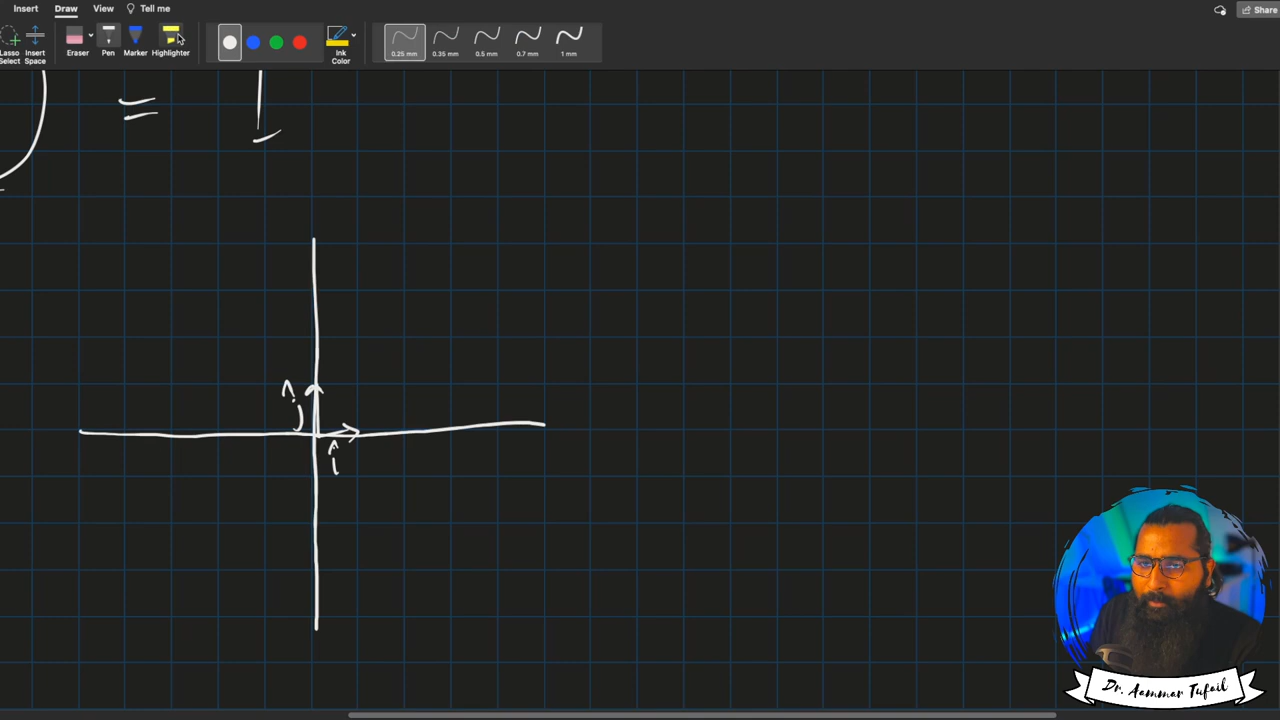 Insert Draw View Tell me
Share
Lasso Select
Insert Space
Eraser
Pen
Marker
Highlighter
Ink Color
0.25 mm
0.35 mm
0.5 mm
0.7 mm
1 mm
= 1
ĵ
î
Dr. Aammar Tufail